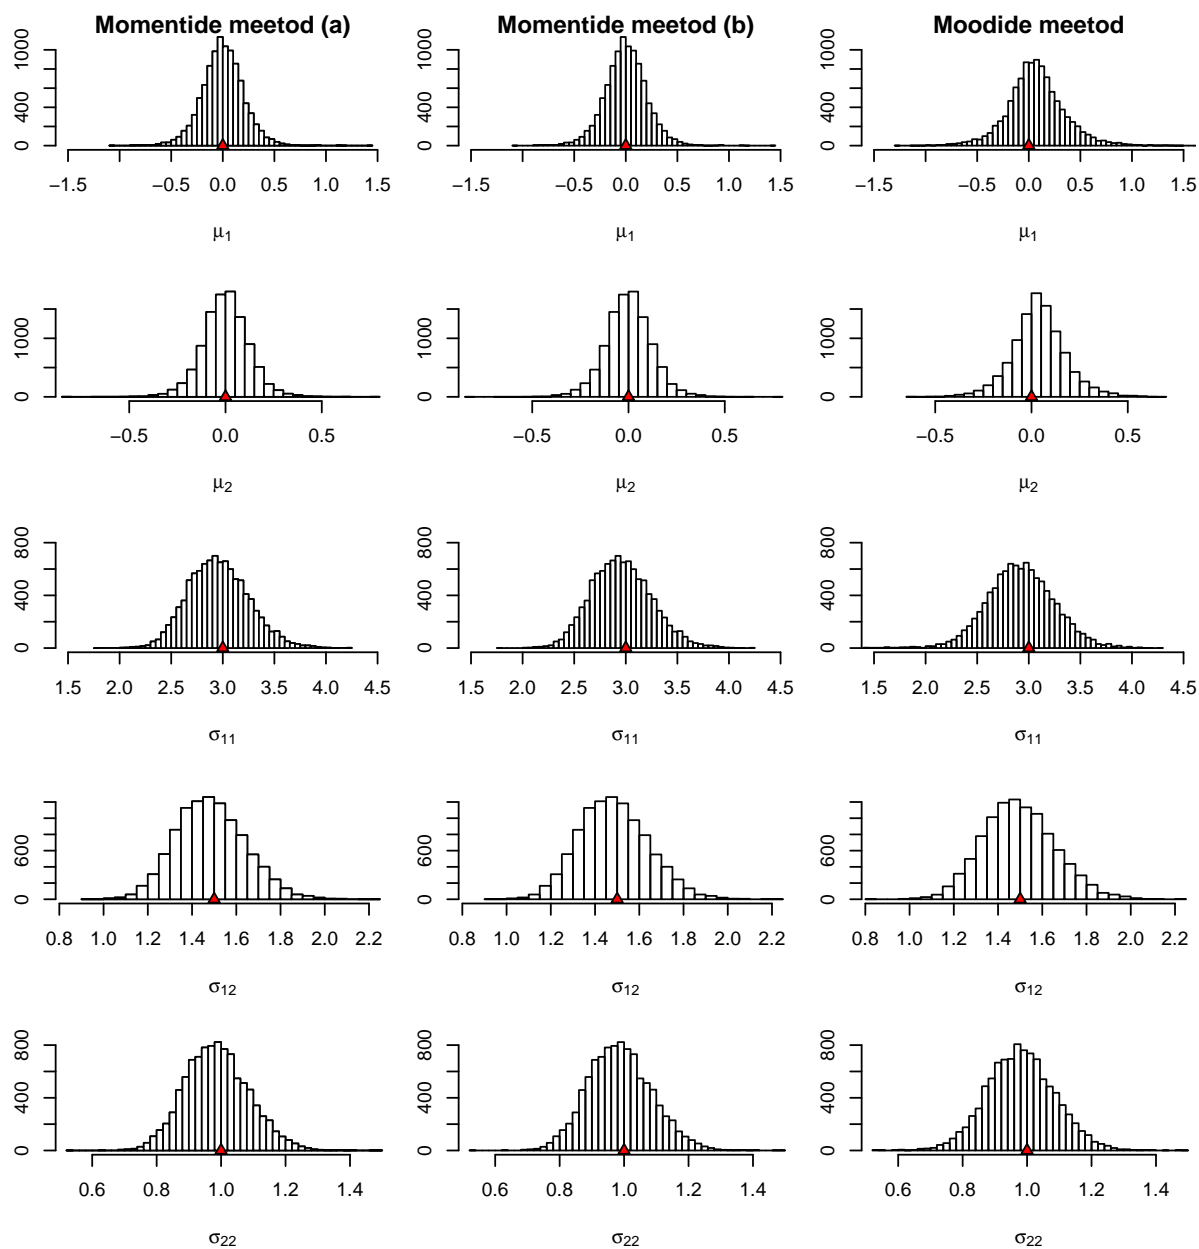 Momentide meetod (a) Momentide meetod (b) Moodide meetod
0 400 1000 0 400 1000 0 400 1000
−1.5 −0.5 0.0 0.5 1.0 1.5 −1.5 −0.5 0.0 0.5 1.0 1.5 −1.5 −0.5 0.0 0.5 1.0 1.5
μ1 μ1 μ1
0 1000 0 1000 0 1000
−0.5 0.0 0.5 −0.5 0.0 0.5 −0.5 0.0 0.5
μ2 μ2 μ2
0 400 800 0 400 800 0 400 800
1.5 2.0 2.5 3.0 3.5 4.0 4.5 1.5 2.0 2.5 3.0 3.5 4.0 4.5 1.5 2.0 2.5 3.0 3.5 4.0 4.5
σ11 σ11 σ11
0 600 0 600 0 600
0.8 1.0 1.2 1.4 1.6 1.8 2.0 2.2 0.8 1.0 1.2 1.4 1.6 1.8 2.0 2.2 0.8 1.0 1.2 1.4 1.6 1.8 2.0 2.2
σ12 σ12 σ12
0 400 800 0 400 800 0 400 800
0.6 0.8 1.0 1.2 1.4 0.6 0.8 1.0 1.2 1.4 0.6 0.8 1.0 1.2 1.4
σ22 σ22 σ22